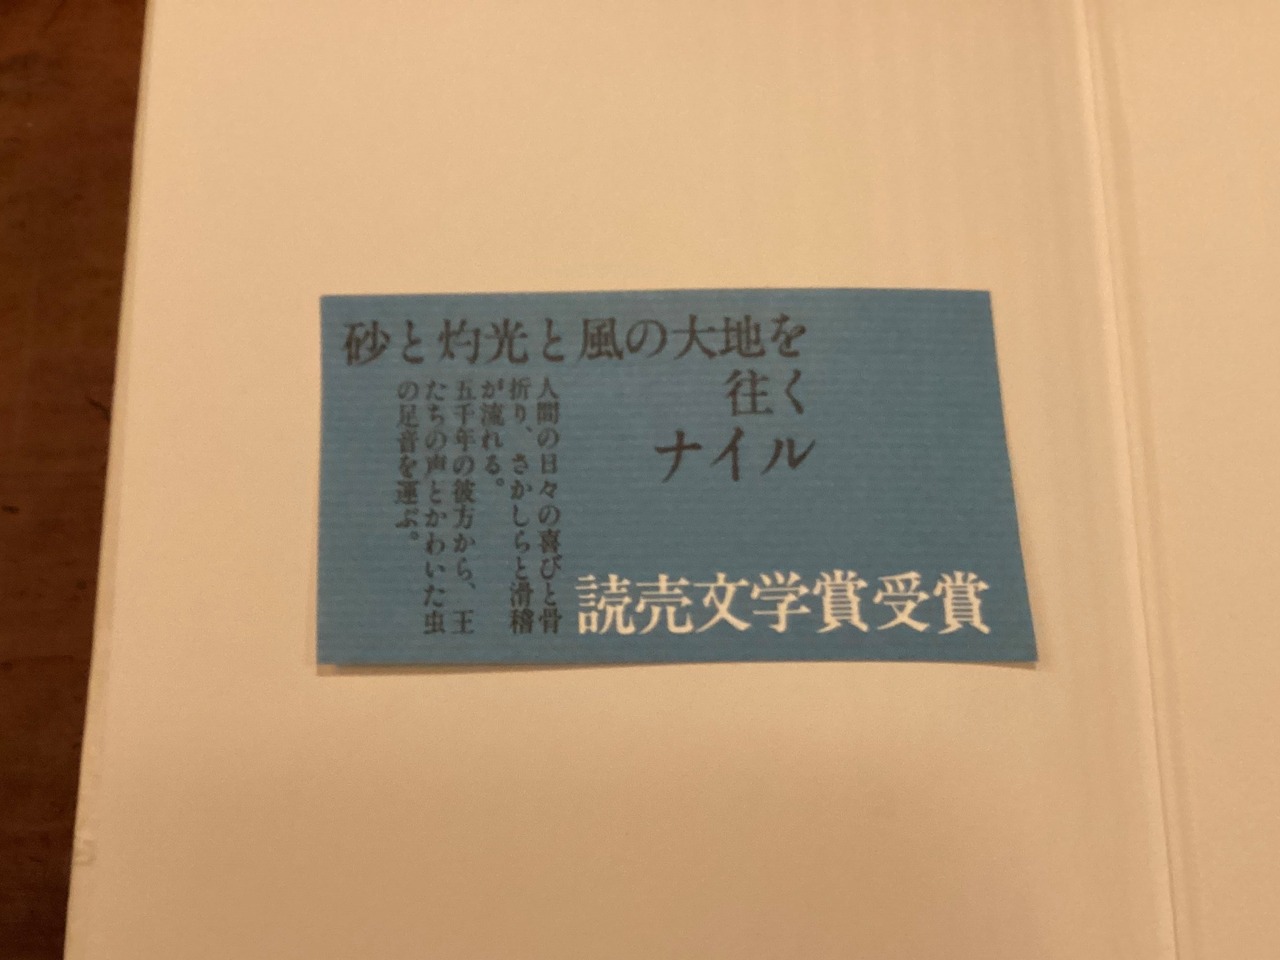 砂と灼光と風の大地を
往く
ナイル
人間の日々の喜びと骨
折り、さかしらと滑稽
が流れる。
五千年の彼方から、王
たちの声とかわいた虫
の足音を運ぶ。
読売文学賞受賞